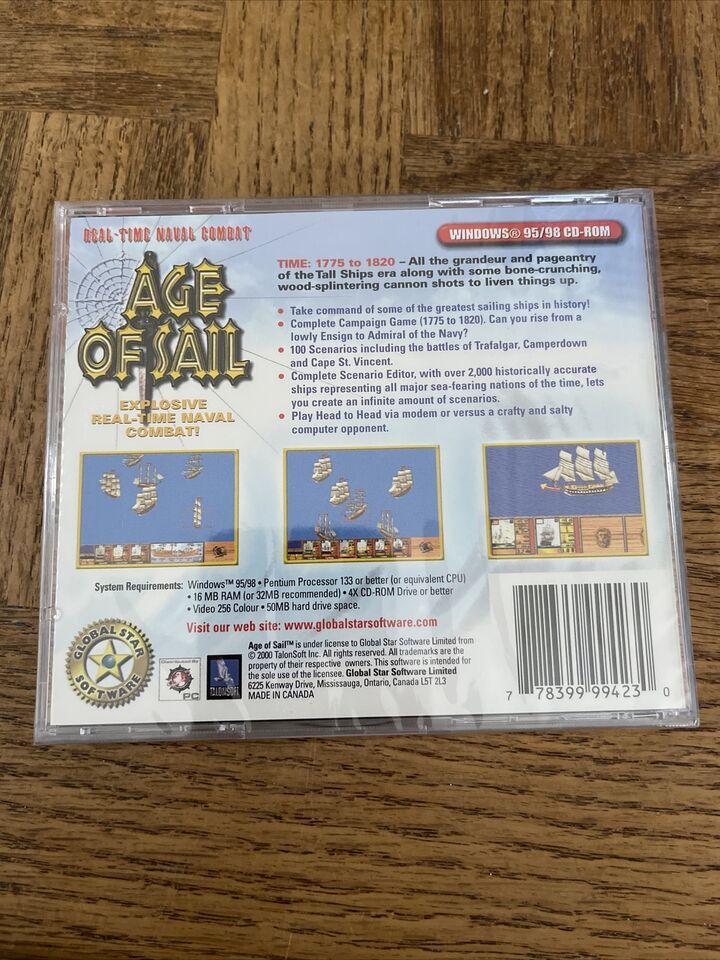 REAL-TIME NAVAL COMBAT
WINDOWS® 95/98 CD-ROM
AGE
OF SAIL
EXPLOSIVE
REAL-TIME NAVAL
COMBAT!
TIME: 1775 to 1820 – All the grandeur and pageantry
of the Tall Ships era along with some bone-crunching,
wood-splintering cannon shots to liven things up.
• Take command of some of the greatest sailing ships in history!
• Complete Campaign Game (1775 to 1820). Can you rise from a
lowly Ensign to Admiral of the Navy?
• 100 Scenarios including the battles of Trafalgar, Camperdown
and Cape St. Vincent.
• Complete Scenario Editor, with over 2,000 historically accurate
ships representing all major sea-fearing nations of the time, lets
you create an infinite amount of scenarios.
• Play Head to Head via modem or versus a crafty and salty
computer opponent.
System Requirements: Windows™ 95/98 • Pentium Processor 133 or better (or equivalent CPU)
• 16 MB RAM (or 32MB recommended) • 4X CD-ROM Drive or better
• Video 256 Colour • 50MB hard drive space.
Visit our web site: www.globalstarsoftware.com
GLOBAL STAR
SOFTWARE
PC
TALONSOFT
Age of Sail™ is under license to Global Star Software Limited from
© 2000 TalonSoft Inc. All rights reserved. All trademarks are the
property of their respective owners. This software is intended for
the sole use of the licensee. Global Star Software Limited
6225 Kenway Drive, Mississauga, Ontario, Canada L5T 2L3
MADE IN CANADA
7 78399 99423 0